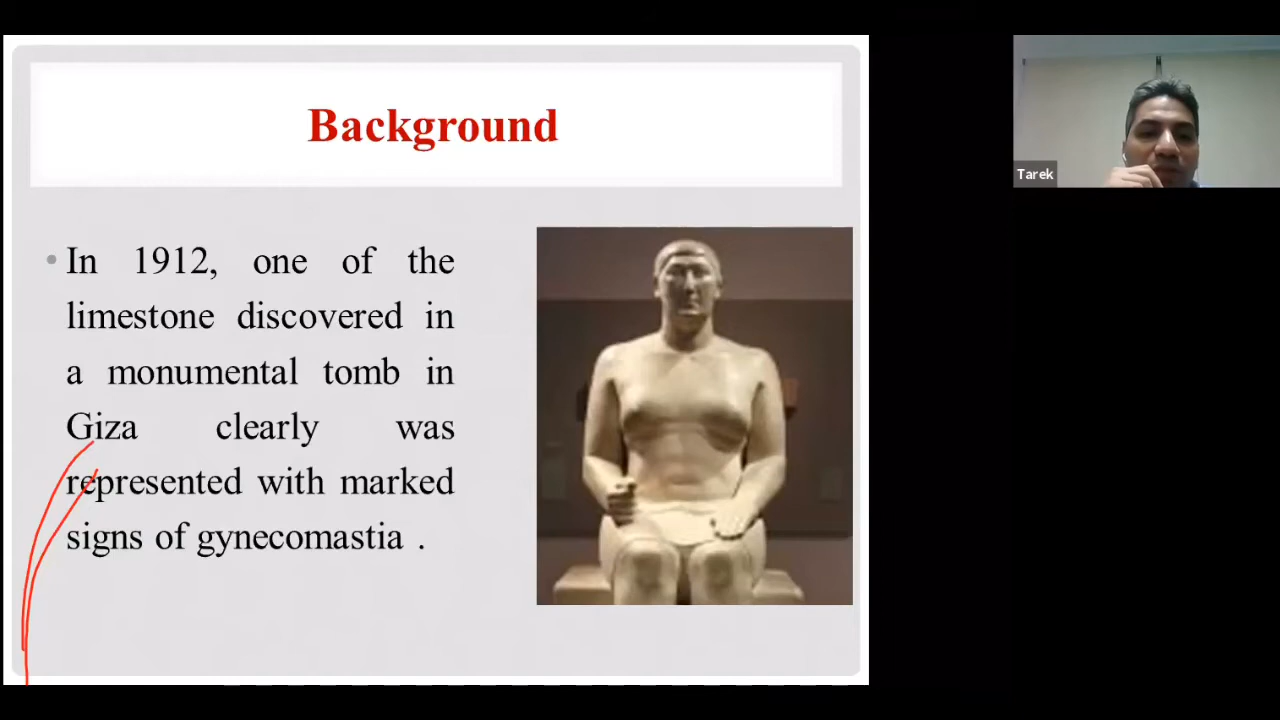 Background
• In 1912, one of the
limestone discovered in
a monumental tomb in
Giza clearly was
represented with marked
signs of gynecomastia .
Tarek